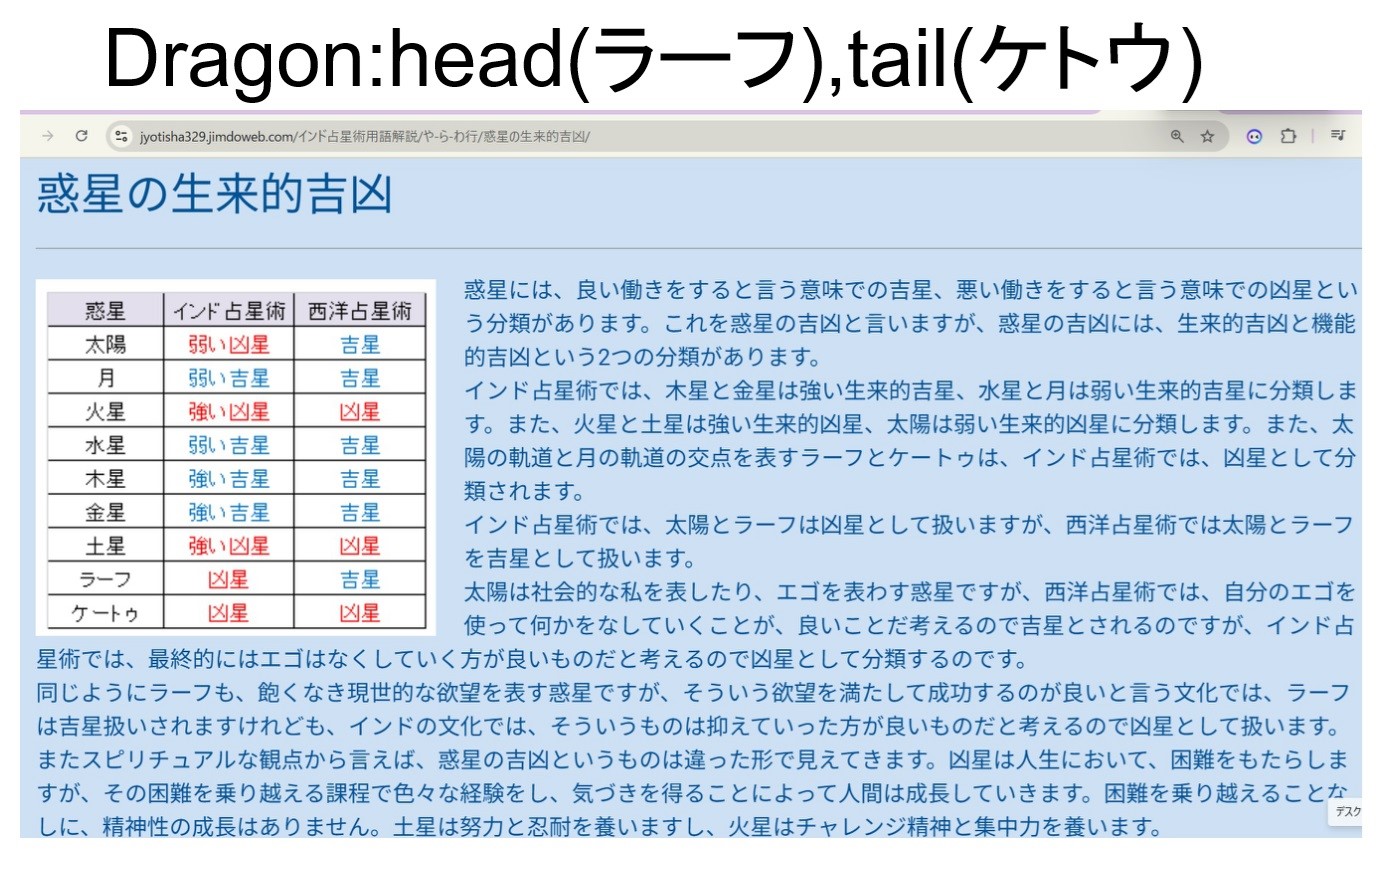 Dragon:head(ラーフ),tail(ケトウ)
jyotisha329.jimdoweb.com/インド占星術用語解説/や-ら-わ行/惑星の生来的吉凶/
惑星の生来的吉凶
惑星 インド占星術 西洋占星術
太陽 弱い凶星 吉星
月 弱い吉星 吉星
火星 強い凶星 凶星
水星 弱い吉星 吉星
木星 強い吉星 吉星
金星 強い吉星 吉星
土星 強い凶星 凶星
ラーフ 凶星 吉星
ケートゥ 凶星 凶星
惑星には、良い働きをすると言う意味での吉星、悪い働きをすると言う意味での凶星とい
う分類があります。これを惑星の吉凶と言いますが、惑星の吉凶には、生来的吉凶と機能
的吉凶という2つの分類があります。
インド占星術では、木星と金星は強い生来的吉星、水星と月は弱い生来的吉星に分類しま
す。また、火星と土星は強い生来的凶星、太陽は弱い生来的凶星に分類します。また、太
陽の軌道と月の軌道の交点を表すラーフとケートゥは、インド占星術では、凶星として分
類されます。
インド占星術では、太陽とラーフは凶星として扱いますが、西洋占星術では太陽とラーフ
を吉星として扱います。
太陽は社会的な私を表したり、エゴを表わす惑星ですが、西洋占星術では、自分のエゴを
使って何かをなしていくことが、良いことだ考えるので吉星とされるのですが、インド占
星術では、最終的にはエゴはなくしていく方が良いものだと考えるので凶星として分類するのです。
同じようにラーフも、飽くなき現世的な欲望を表す惑星ですが、そういう欲望を満たして成功するのが良いと言う文化では、ラーフ
は吉星扱いされますけれども、インドの文化では、そういうものは抑えていった方が良いものだと考えるので凶星として扱います。
またスピリチュアルな観点から言えば、惑星の吉凶というものは違った形で見えてきます。凶星は人生において、困難をもたらしま
すが、その困難を乗り越える課程で色々な経験をし、気づきを得ることによって人間は成長していきます。困難を乗り越えることな
しに、精神性の成長はありません。土星は努力と忍耐を養いますし、火星はチャレンジ精神と集中力を養います。
デスク